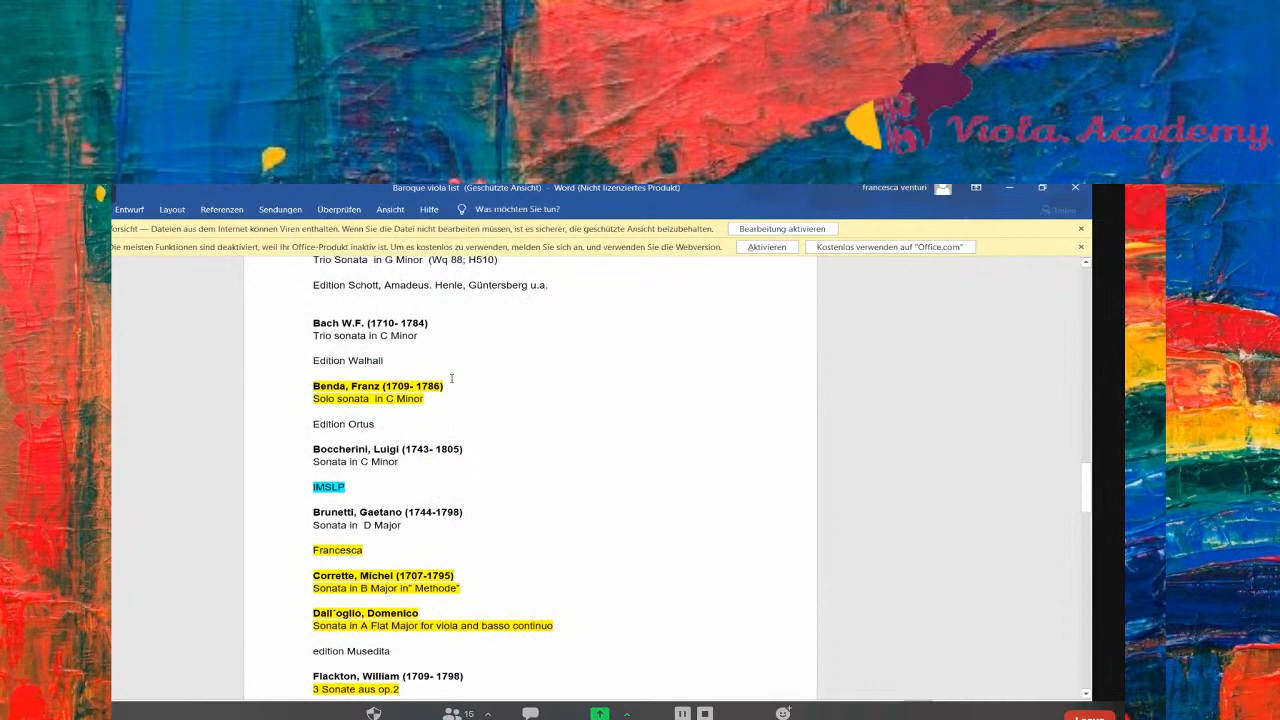 Viola. Academy
Baroque viola list (Geschützte Ansicht) - Word (Nicht lizenziertes Produkt)
francesca venturi
Entwurf Layout Referenzen Sendungen Überprüfen Ansicht Hilfe Was möchten Sie tun? Teilen
orsicht — Dateien aus dem Internet können Viren enthalten. Wenn Sie die Datei nicht bearbeiten müssen, ist es sicherer, die geschützte Ansicht beizubehalten. Bearbeitung aktivieren
Die meisten Funktionen sind deaktiviert, weil Ihr Office-Produkt inaktiv ist. Um es kostenlos zu verwenden, melden Sie sich an, und verwenden Sie die Webversion. Aktivieren Kostenlos verwenden auf "Office.com"
Trio Sonata in G Minor (Wq 88; H510)
Edition Schott, Amadeus. Henle, Güntersberg u.a.
Bach W.F. (1710- 1784)
Trio sonata in C Minor
Edition Walhall
Benda, Franz (1709- 1786)
Solo sonata in C Minor
Edition Ortus
Boccherini, Luigi (1743- 1805)
Sonata in C Minor
IMSLP
Brunetti, Gaetano (1744-1798)
Sonata in D Major
Francesca
Corrette, Michel (1707-1795)
Sonata in B Major in" Methode"
Dall´oglio, Domenico
Sonata in A Flat Major for viola and basso continuo
edition Musedita
Flackton, William (1709- 1798)
3 Sonate aus op.2
15
Leave